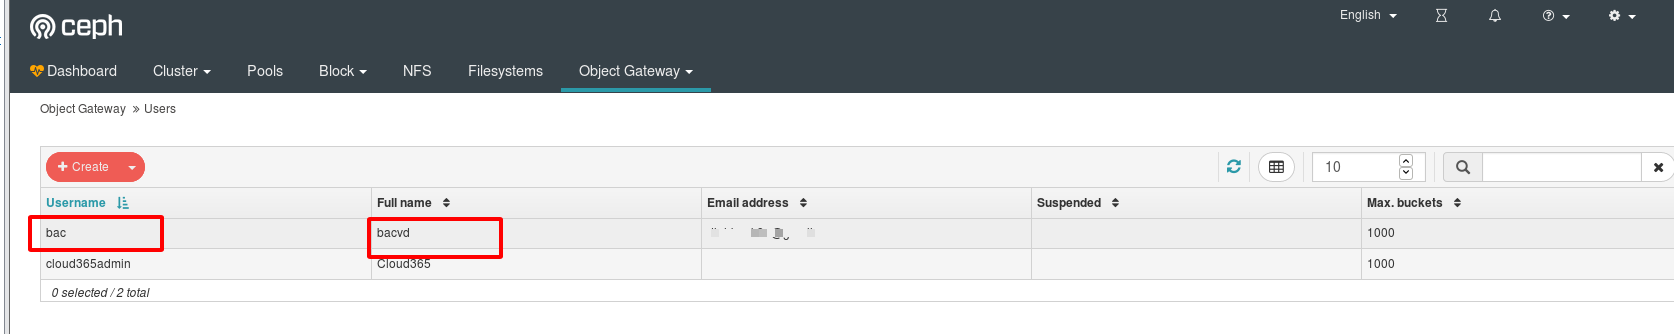 English
ceph
Dashboard Cluster Pools Block NFS Filesystems Object Gateway
Object Gateway » Users
+ Create 10
Username Full name Email address Suspended Max. buckets
bac bacvd 1000
cloud365admin Cloud365 1000
0 selected / 2 total